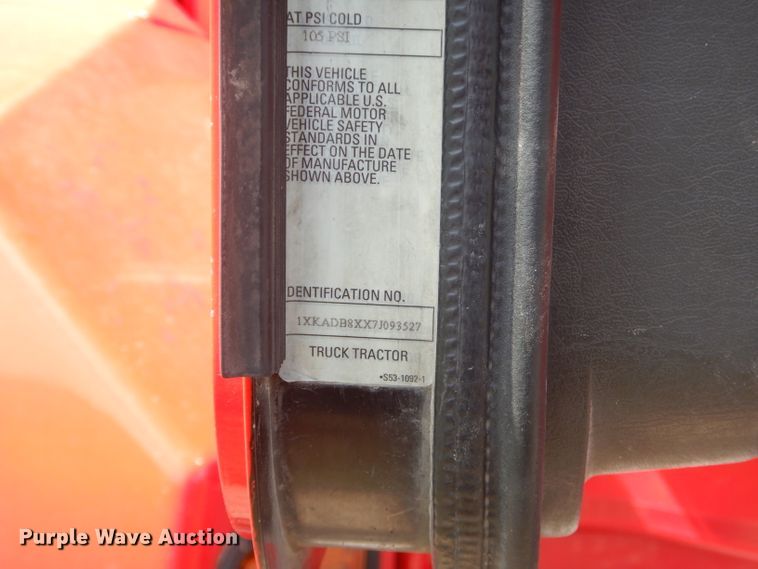 AT PSI COLD
105 PSI
THIS VEHICLE
CONFORMS TO ALL
APPLICABLE U.S.
FEDERAL MOTOR
VEHICLE SAFETY
STANDARDS IN
EFFECT ON THE DATE
OF MANUFACTURE
SHOWN ABOVE.
DENTIFICATION NO.
1XKADB8XX7J093527
TRUCK TRACTOR
•S53-1092-1
Purple Wave Auction